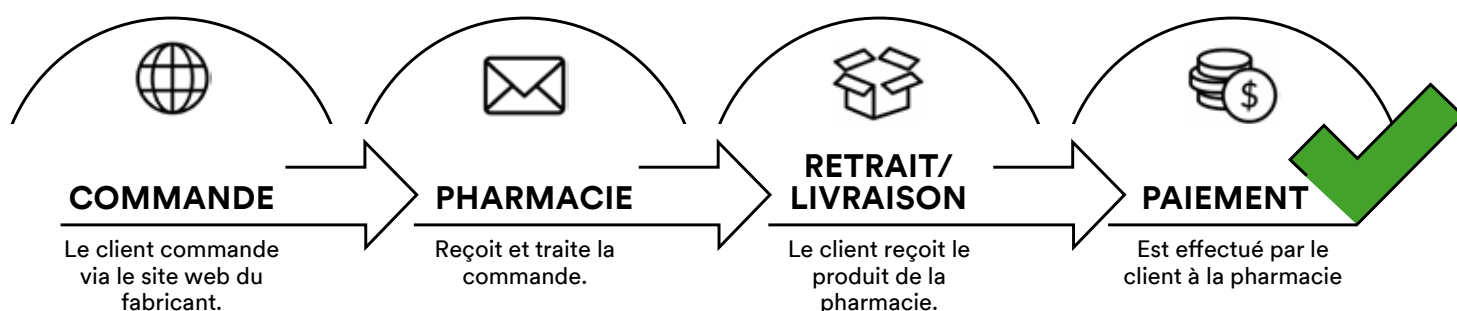 COMMANDE
Le client commande
via le site web du
fabricant.
PHARMACIE
Reçoit et traite la
commande.
RETRAIT/
LIVRAISON
Le client reçoit le
produit de la
pharmacie.
$
PAIEMENT
Est effectué par le
client à la pharmacie